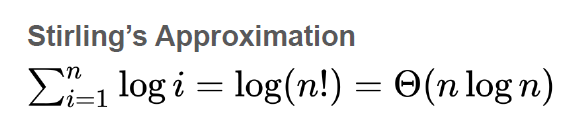 Stirling’s Approximation
∑ⁿᵢ₌₁ log i = log(n!) = Θ(n log n)